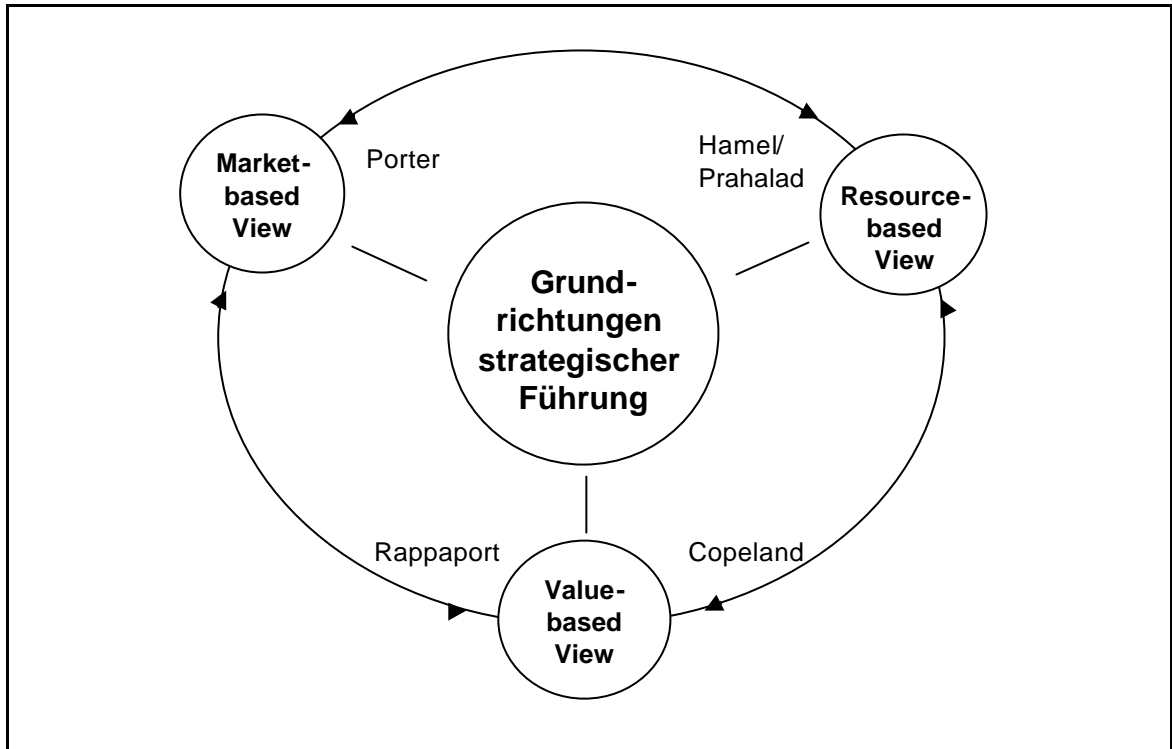 Market-
based
View
Porter
Hamel/
Prahalad
Resource-
based
View
Grund-
richtungen
strategischer
Führung
Rappaport
Copeland
Value-
based
View